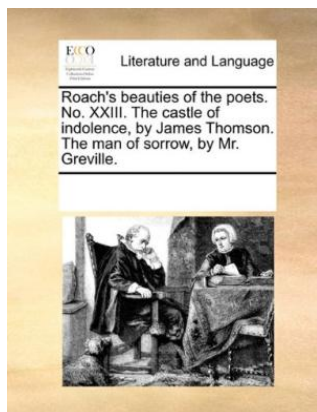 ECCO
Literature and Language
Roach's beauties of the poets.
No. XXIII. The castle of
indolence, by James Thomson.
The man of sorrow, by Mr.
Greville.